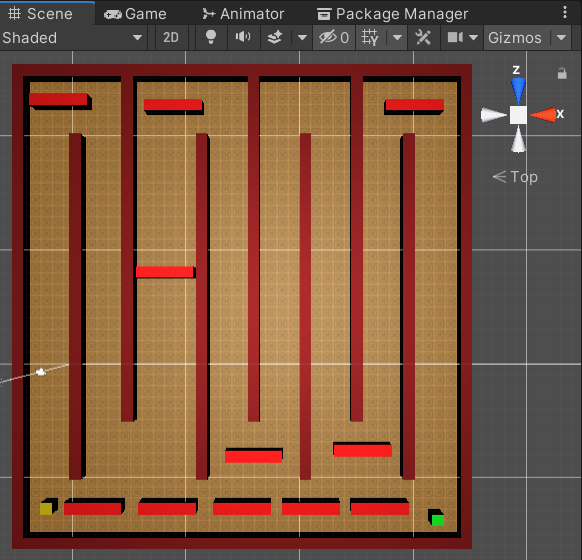 Scene Game Animator Package Manager
Shaded 2D 0 Gizmos
z
x
Top